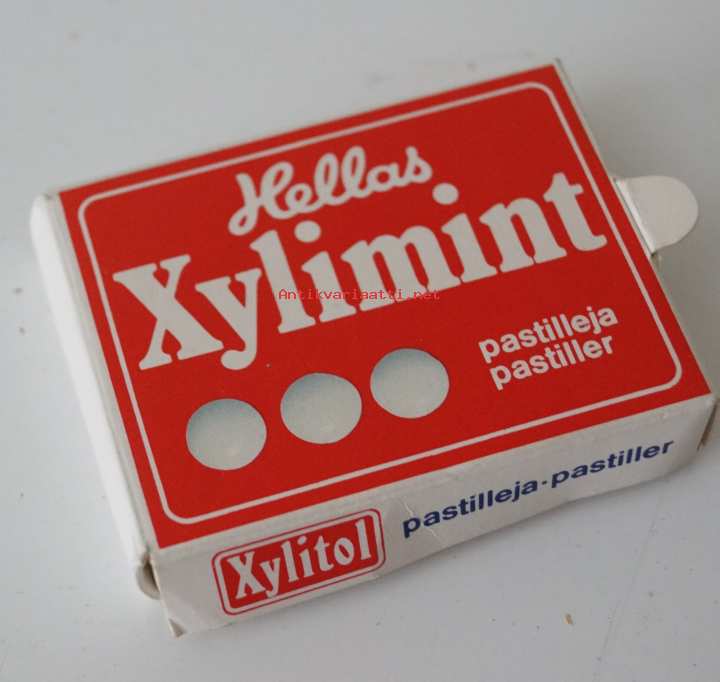 Hellas
Xylimint
Antikvariaatti.net
pastilleja
pastiller
Xylitol
pastilleja·pastiller